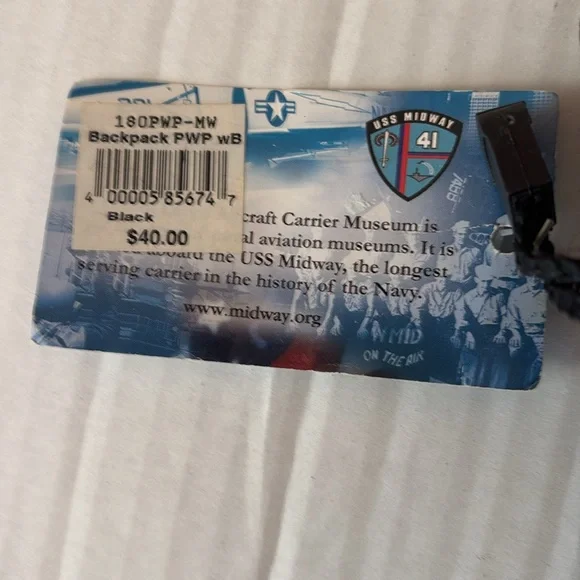 180PWP-MW
Backpack PWP wB
4 00005 85674 7
Black
$40.00
USS MIDWAY
41
craft Carrier Museum is
al aviation museums. It is
aboard the USS Midway, the longest
serving carrier in the history of the Navy.
www.midway.org
ON THE AIR